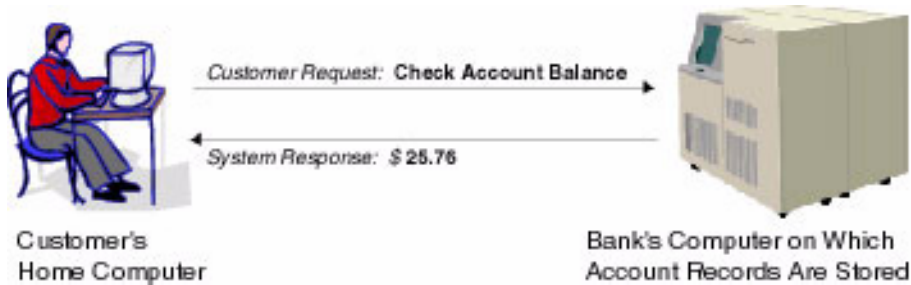 Customer Request: Check Account Balance
System Response: $ 25.76
Customer's
Home Computer
Bank's Computer on Which
Account Records Are Stored